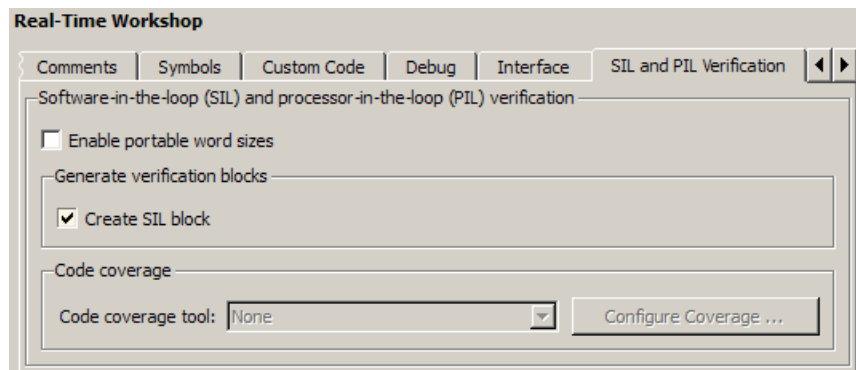 Real-Time Workshop
Comments Symbols Custom Code Debug Interface SIL and PIL Verification
Software-in-the-loop (SIL) and processor-in-the-loop (PIL) verification
Enable portable word sizes
Generate verification blocks
Create SIL block
Code coverage
Code coverage tool: None Configure Coverage ...